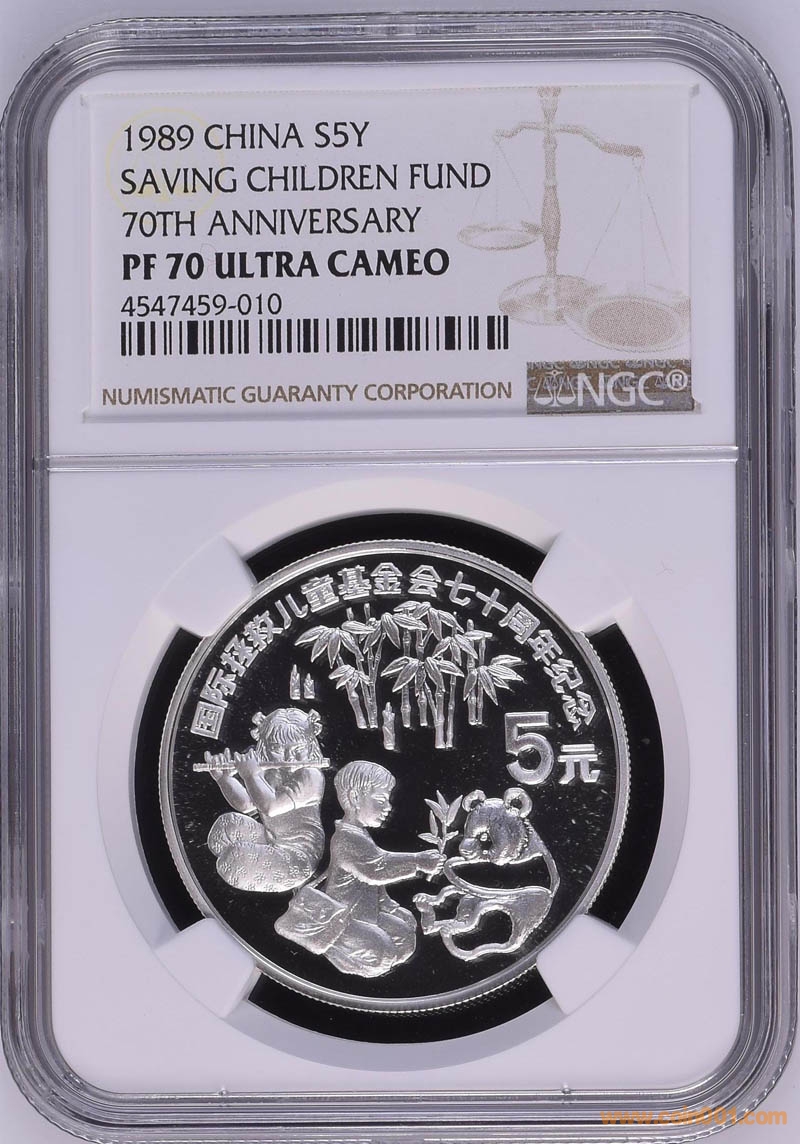 1989 CHINA S5Y
SAVING CHILDREN FUND
70TH ANNIVERSARY
PF 70 ULTRA CAMEO
4547459-010
NUMISMATIC GUARANTY CORPORATION
NGC®
国际拯救儿童基金会七十周年纪念
5元
www.coin001.com